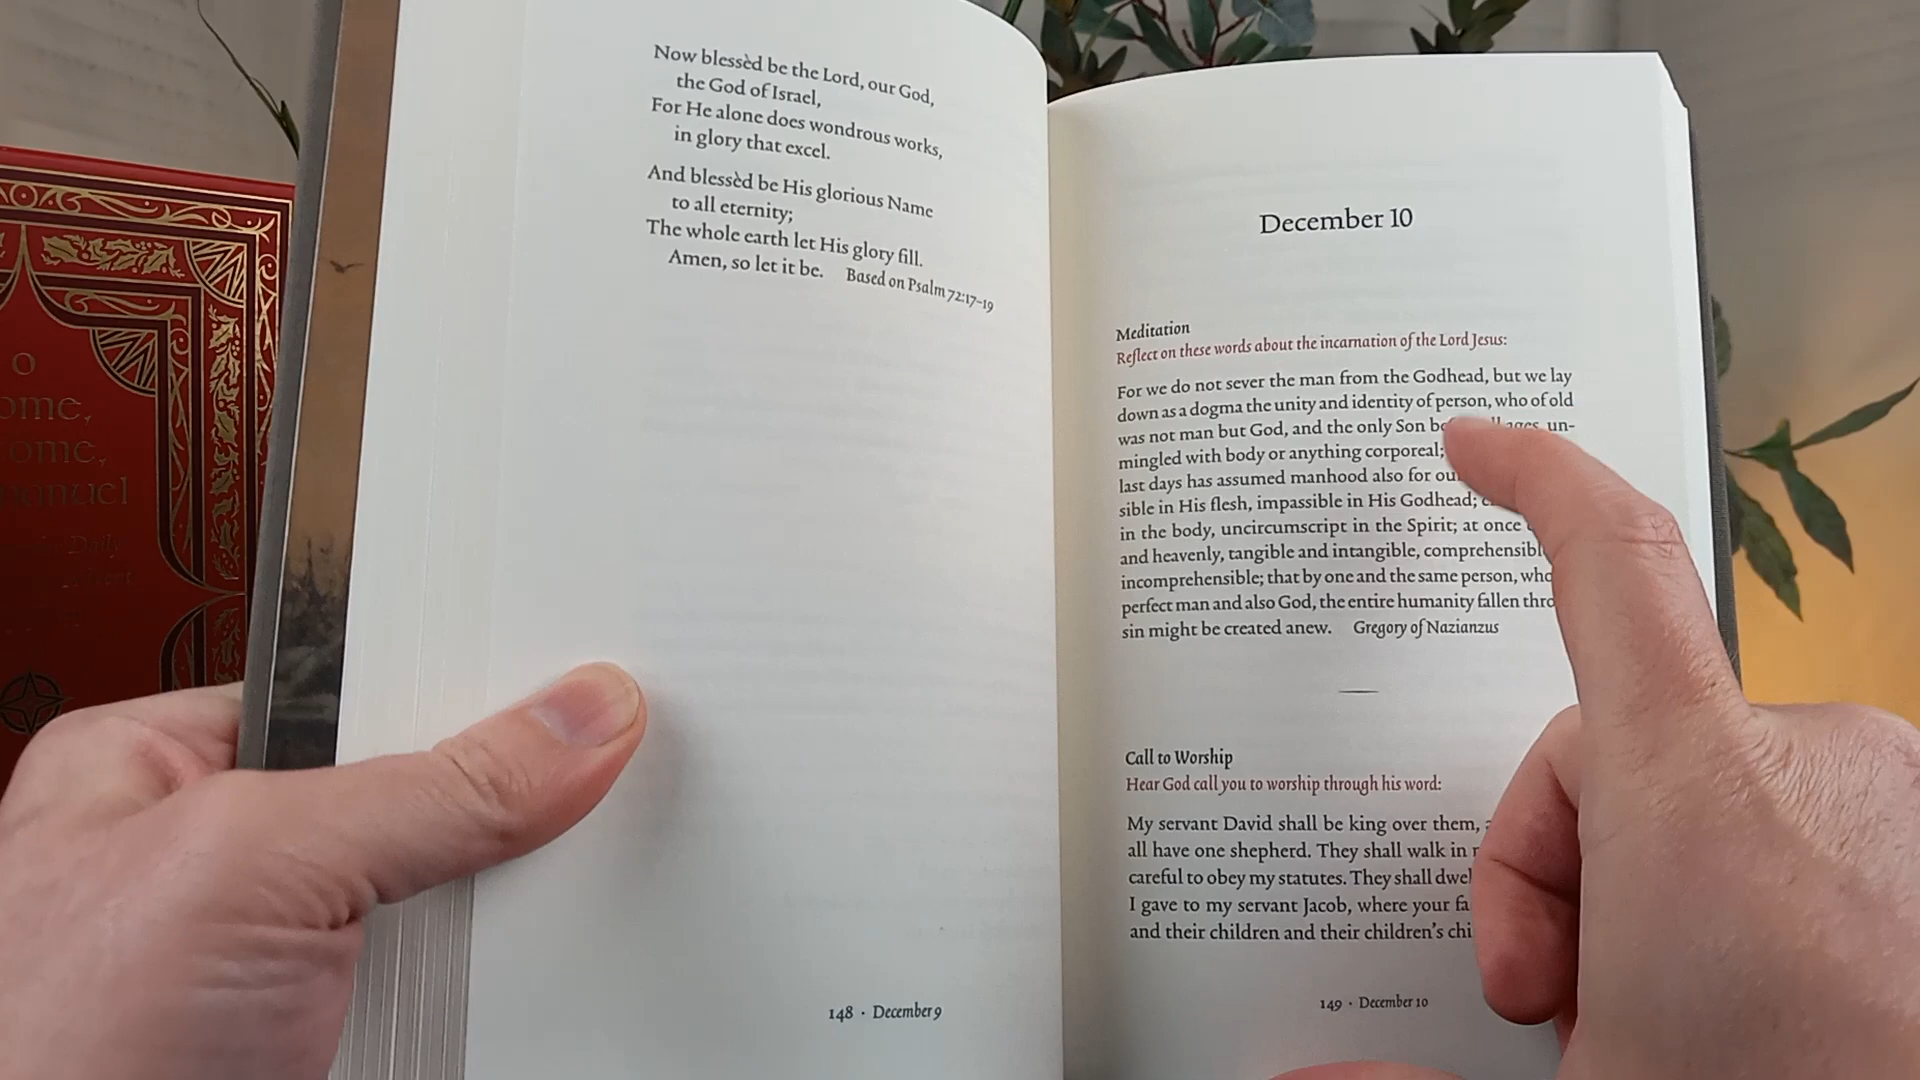 Now blessèd be the Lord, our God,
the God of Israel,
For He alone does wondrous works,
in glory that excel.
And blessèd be His glorious Name
to all eternity;
The whole earth let His glory fill.
Amen, so let it be. Based on Psalm 72:17–19
148 · December 9
December 10
Meditation
Reflect on these words about the incarnation of the Lord Jesus:
For we do not sever the man from the Godhead, but we lay
down as a dogma the unity and identity of person, who of old
was not man but God, and the only Son ages, un-
mingled with body or anything corporeal;
last days has assumed manhood also for
sible in His flesh, impassible in His Godhead;
in the body, uncircumscript in the Spirit; at once
and heavenly, tangible and intangible, comprehensible
incomprehensible; that by one and the same person, who
perfect man and also God, the entire humanity fallen
sin might be created anew. Gregory of Nazianzus
Call to Worship
Hear God call you to worship through his word:
My servant David shall be king over them,
all have one shepherd. They shall walk in
careful to obey my statutes. They shall
I gave to my servant Jacob, where your
and their children and their children's
149 · December 10
O